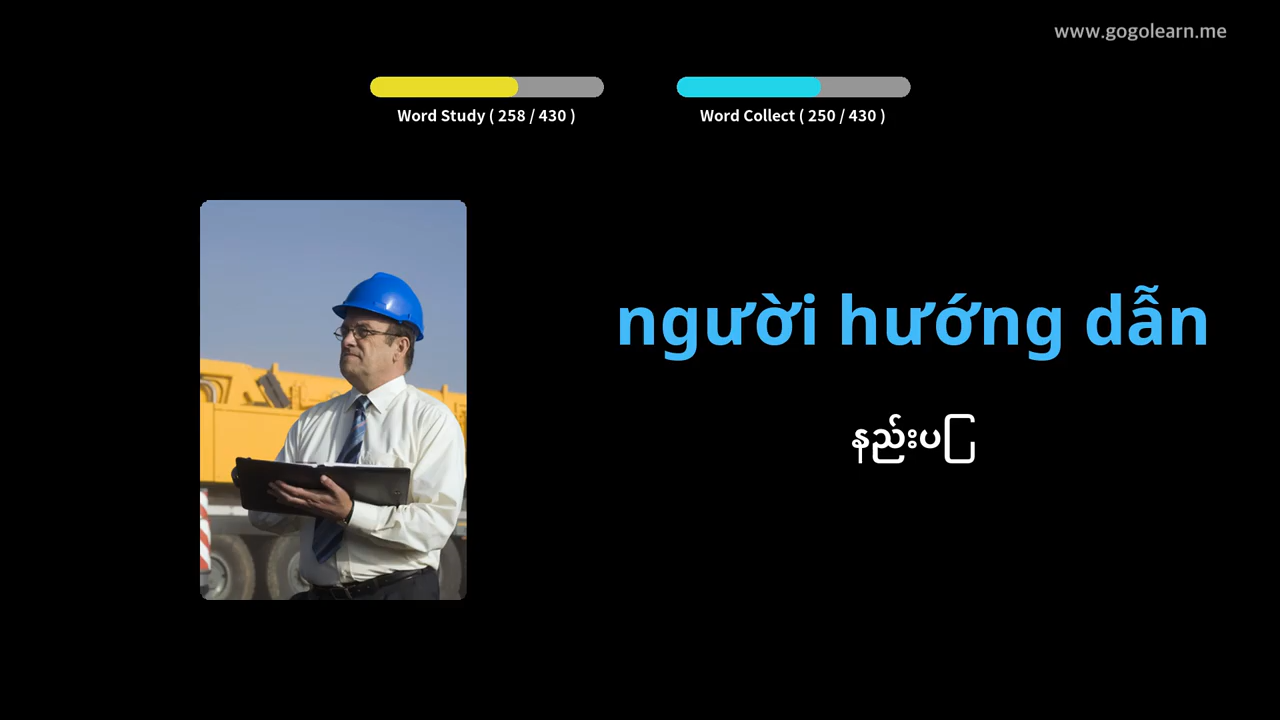 www.gogolearn.me
Word Study ( 258 / 430 )
Word Collect ( 250 / 430 )
người hướng dẫn
နည်းပြ